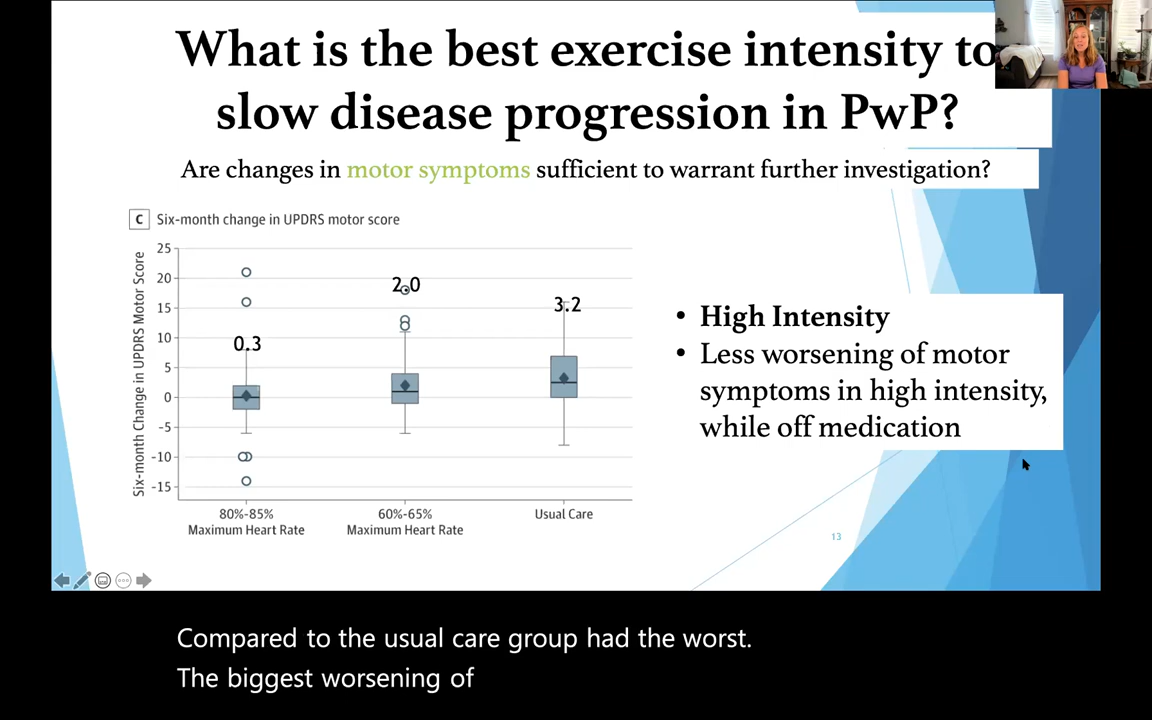 What is the best exercise intensity to
slow disease progression in PwP?
Are changes in motor symptoms sufficient to warrant further investigation?
C Six-month change in UPDRS motor score
Six-month Change in UPDRS Motor Score
25
20
15
10
5
0
-5
-10
-15
0.3
2.0
3.2
80%-85%
Maximum Heart Rate
60%-65%
Maximum Heart Rate
Usual Care
• High Intensity
• Less worsening of motor
symptoms in high intensity,
while off medication
13
Compared to the usual care group had the worst.
The biggest worsening of